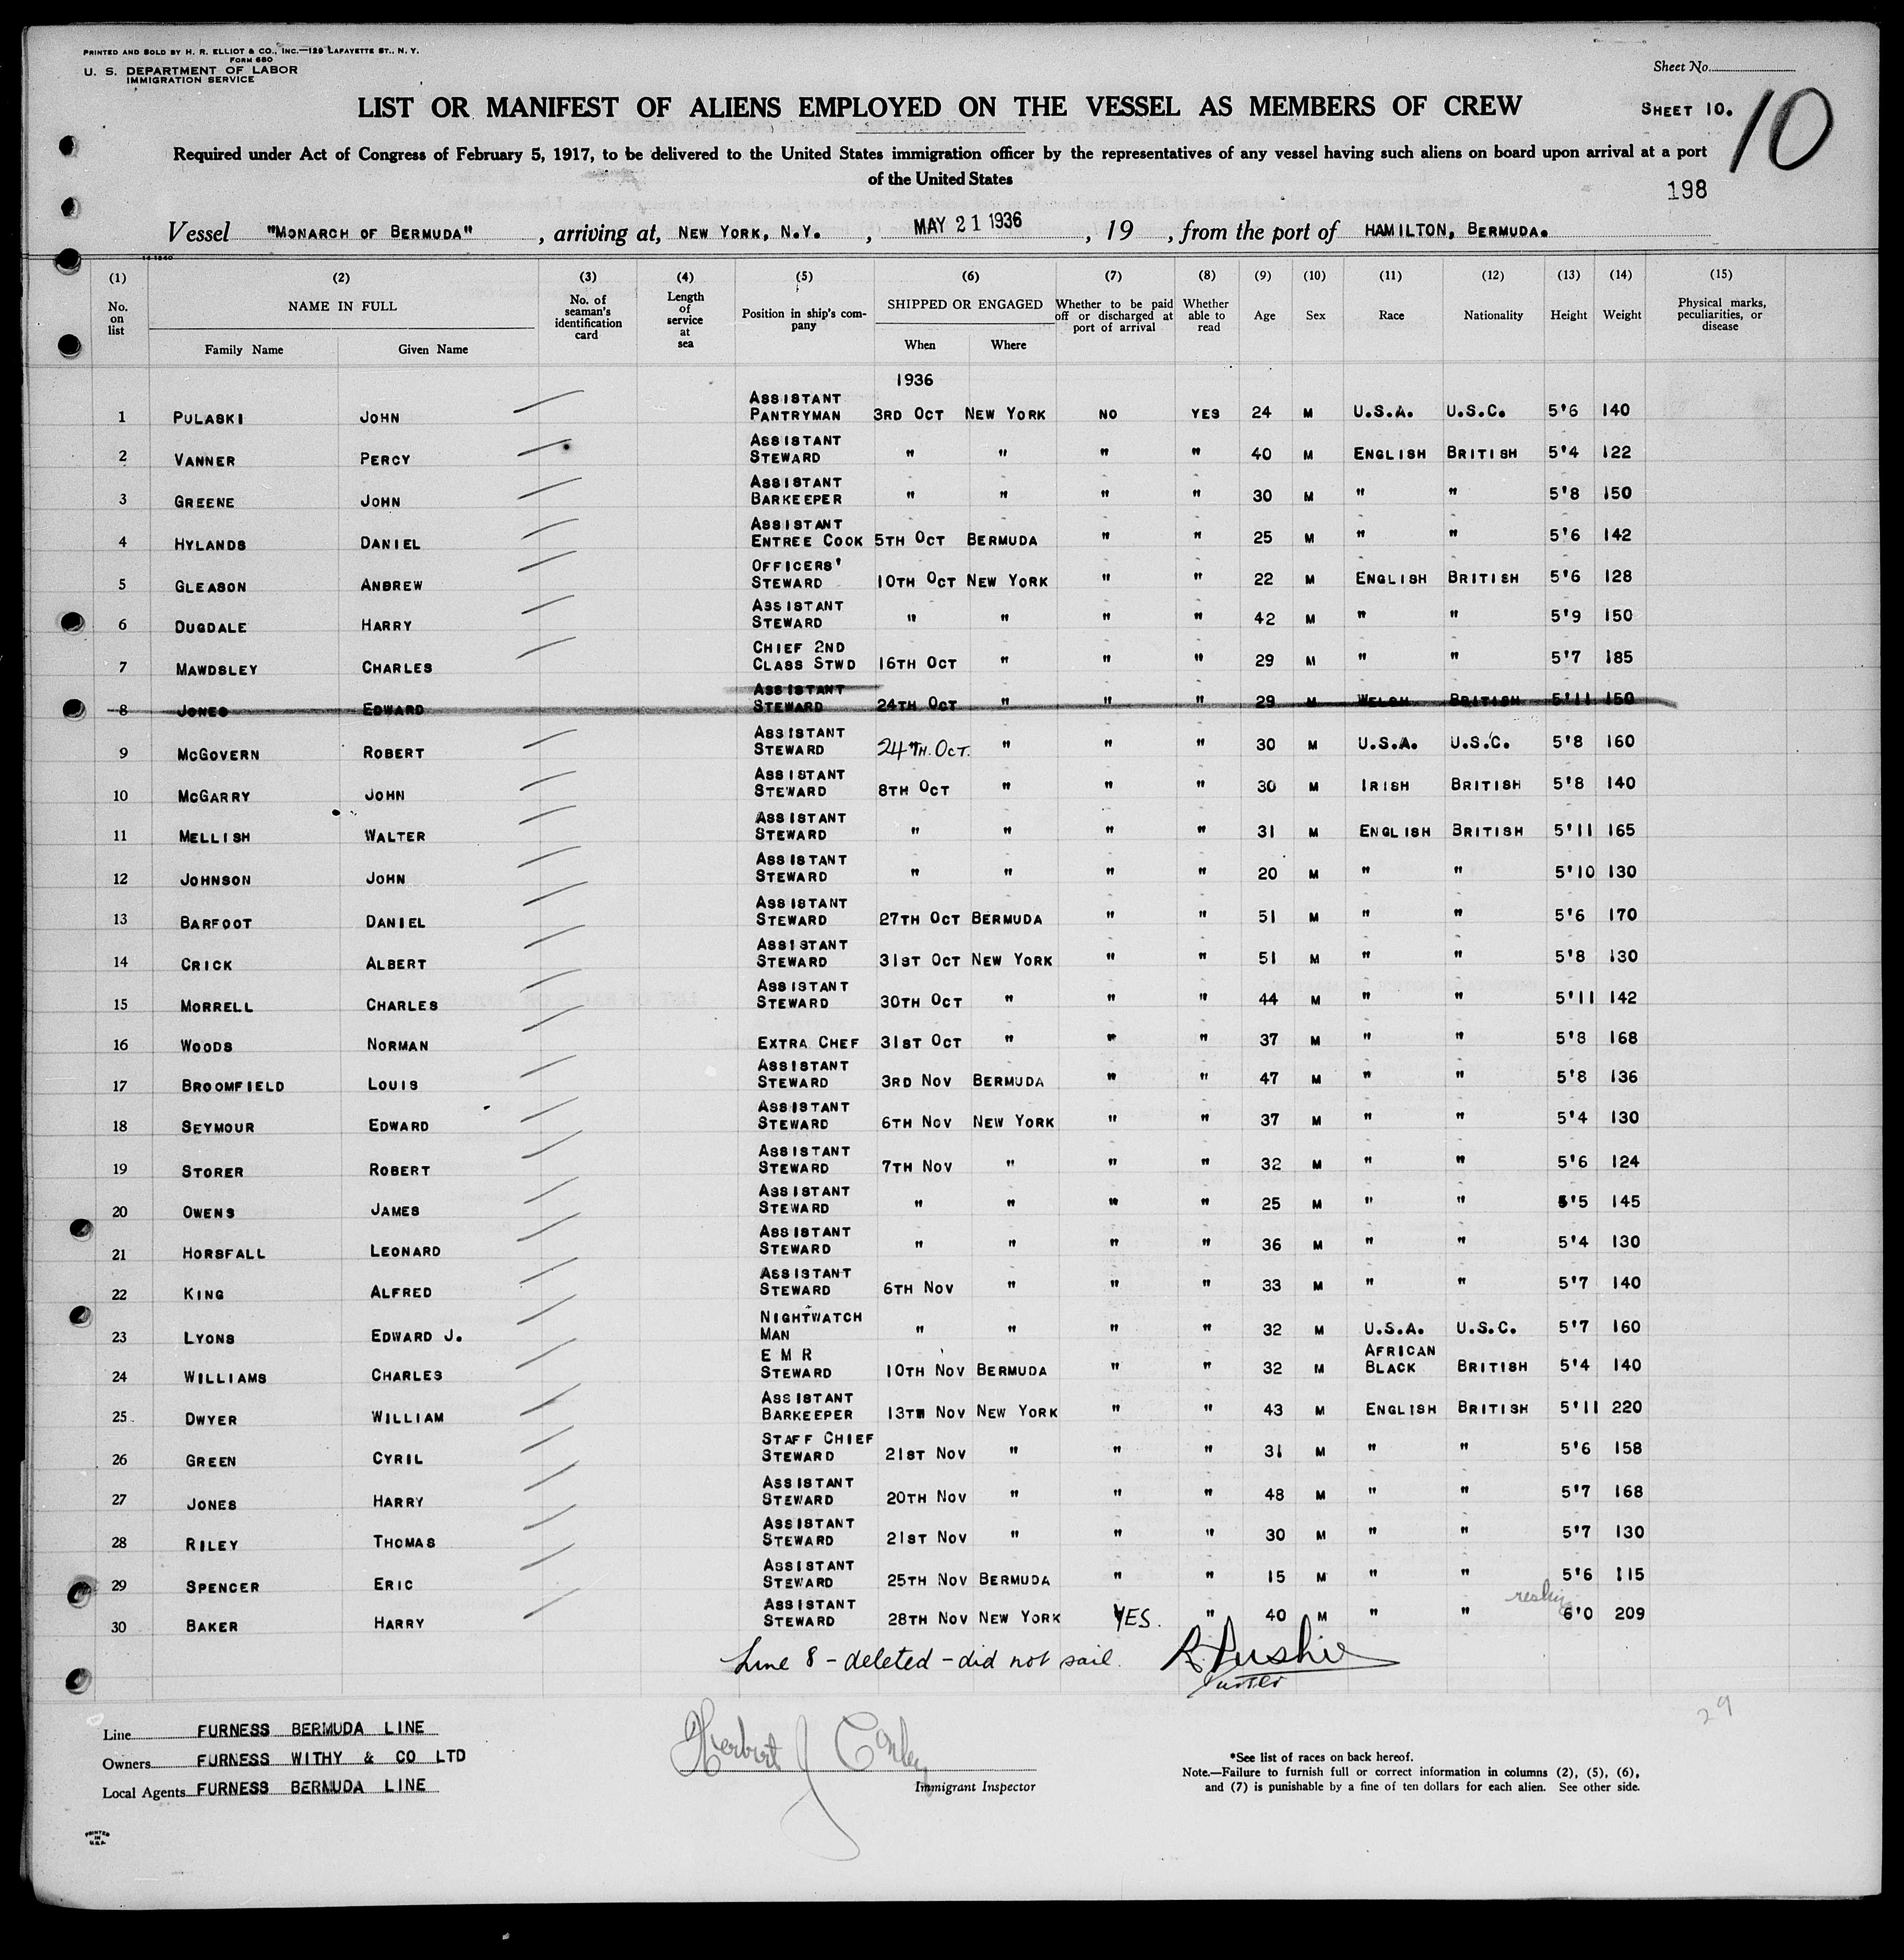 PRINTED AND SOLD BY H. R. ELLIOT & CO., INC.—129 LAFAYETTE ST., N. Y.
FORM 680
U. S. DEPARTMENT OF LABOR
IMMIGRATION SERVICE
Sheet No.
LIST OR MANIFEST OF ALIENS EMPLOYED ON THE VESSEL AS MEMBERS OF CREW
SHEET 10. 10
Required under Act of Congress of February 5, 1917, to be delivered to the United States immigration officer by the representatives of any vessel having such aliens on board upon arrival at a port
of the United States
198
Vessel "MONARCH OF BERMUDA", arriving at, NEW YORK, N.Y., MAY 21 1936, 19 , from the port of HAMILTON, BERMUDA.
14-1240
(1) (2) (3) (4) (5) (6) (7) (8) (9) (10) (11) (12) (13) (14) (15)
No. on list NAME IN FULL Family Name Given Name No. of seaman's identification card Length of service at sea Position in ship's company SHIPPED OR ENGAGED When Where Whether to be paid off or discharged at port of arrival Whether able to read Age Sex Race Nationality Height Weight Physical marks, peculiarities, or disease
1936
1 PULASKI JOHN ASSISTANT PANTRYMAN 3RD OCT NEW YORK NO YES 24 M U.S.A. U.S.C. 5'6 140
2 VANNER PERCY ASSISTANT STEWARD " " " " 40 M ENGLISH BRITISH 5'4 122
3 GREENE JOHN ASSISTANT BARKEEPER " " " " 30 M " " 5'8 150
4 HYLANDS DANIEL ASSISTANT ENTREE COOK 5TH OCT BERMUDA " " 25 M " " 5'6 142
5 GLEASON ANDREW OFFICERS' STEWARD 10TH OCT NEW YORK " " 22 M ENGLISH BRITISH 5'6 128
6 DUGDALE HARRY ASSISTANT STEWARD " " " " 42 M " " 5'9 150
7 MAWDSLEY CHARLES CHIEF 2ND CLASS STWD 16TH OCT " " " 29 M " " 5'7 185
8 JONES EDWARD ASSISTANT STEWARD 24TH OCT " " " 29 M WELSH BRITISH 5'11 150
9 MCGOVERN ROBERT ASSISTANT STEWARD 24TH. OCT. " " " 30 M U.S.A. U.S.C. 5'8 160
10 MCGARRY JOHN ASSISTANT STEWARD 8TH OCT " " " 30 M IRISH BRITISH 5'8 140
11 MELLISH WALTER ASSISTANT STEWARD " " " " 31 M ENGLISH BRITISH 5'11 165
12 JOHNSON JOHN ASSISTANT STEWARD " " " " 20 M " " 5'10 130
13 BARFOOT DANIEL ASSISTANT STEWARD 27TH OCT BERMUDA " " 51 M " " 5'6 170
14 CRICK ALBERT ASSISTANT STEWARD 31ST OCT NEW YORK " " 51 M " " 5'8 130
15 MORRELL CHARLES ASSISTANT STEWARD 30TH OCT " " " 44 M " " 5'11 142
16 WOODS NORMAN EXTRA CHEF 31ST OCT " " " 37 M " " 5'8 168
17 BROOMFIELD LOUIS ASSISTANT STEWARD 3RD NOV BERMUDA " " 47 M " " 5'8 136
18 SEYMOUR EDWARD ASSISTANT STEWARD 6TH NOV NEW YORK " " 37 M " " 5'4 130
19 STORER ROBERT ASSISTANT STEWARD 7TH NOV " " " 32 M " " 5'6 124
20 OWENS JAMES ASSISTANT STEWARD " " " " 25 M " " 5'5 145
21 HORSFALL LEONARD ASSISTANT STEWARD " " " " 36 M " " 5'4 130
22 KING ALFRED ASSISTANT STEWARD 6TH NOV " " " 33 M " " 5'7 140
23 LYONS EDWARD J. NIGHTWATCH MAN " " " " 32 M U.S.A. U.S.C. 5'7 160
24 WILLIAMS CHARLES E M R STEWARD 10TH NOV BERMUDA " " 32 M AFRICAN BLACK BRITISH 5'4 140
25 DWYER WILLIAM ASSISTANT BARKEEPER 13TH NOV NEW YORK " " 43 M ENGLISH BRITISH 5'11 220
26 GREEN CYRIL STAFF CHIEF STEWARD 21ST NOV " " " 31 M " " 5'6 158
27 JONES HARRY ASSISTANT STEWARD 20TH NOV " " " 48 M " " 5'7 168
28 RILEY THOMAS ASSISTANT STEWARD 21ST NOV " " " 30 M " " 5'7 130
29 SPENCER ERIC ASSISTANT STEWARD 25TH NOV BERMUDA " " 15 M " " 5'6 115
30 BAKER HARRY ASSISTANT STEWARD 28TH NOV NEW YORK YES. " 40 M " " 6'0 209
Line 8 - deleted - did not sail.
Purser
29
Line FURNESS BERMUDA LINE
Owners FURNESS WITHY & CO LTD
Local Agents FURNESS BERMUDA LINE
Herbert J Conley
Immigrant Inspector
*See list of races on back hereof.
Note.—Failure to furnish full or correct information in columns (2), (5), (6),
and (7) is punishable by a fine of ten dollars for each alien. See other side.
PRINTED
IN
U.S.A.